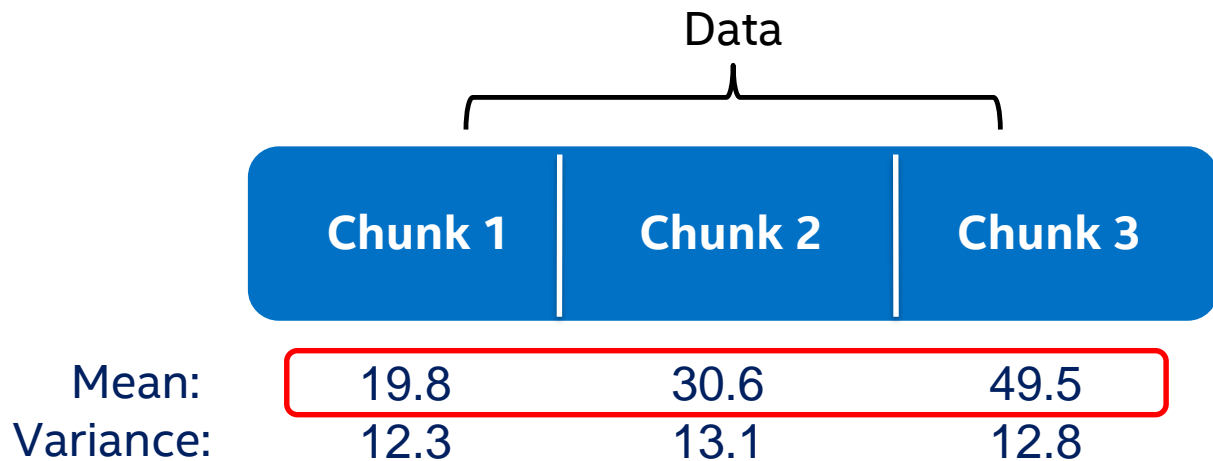 Data
Chunk 1 Chunk 2 Chunk 3
Mean: 19.8 30.6 49.5
Variance: 12.3 13.1 12.8